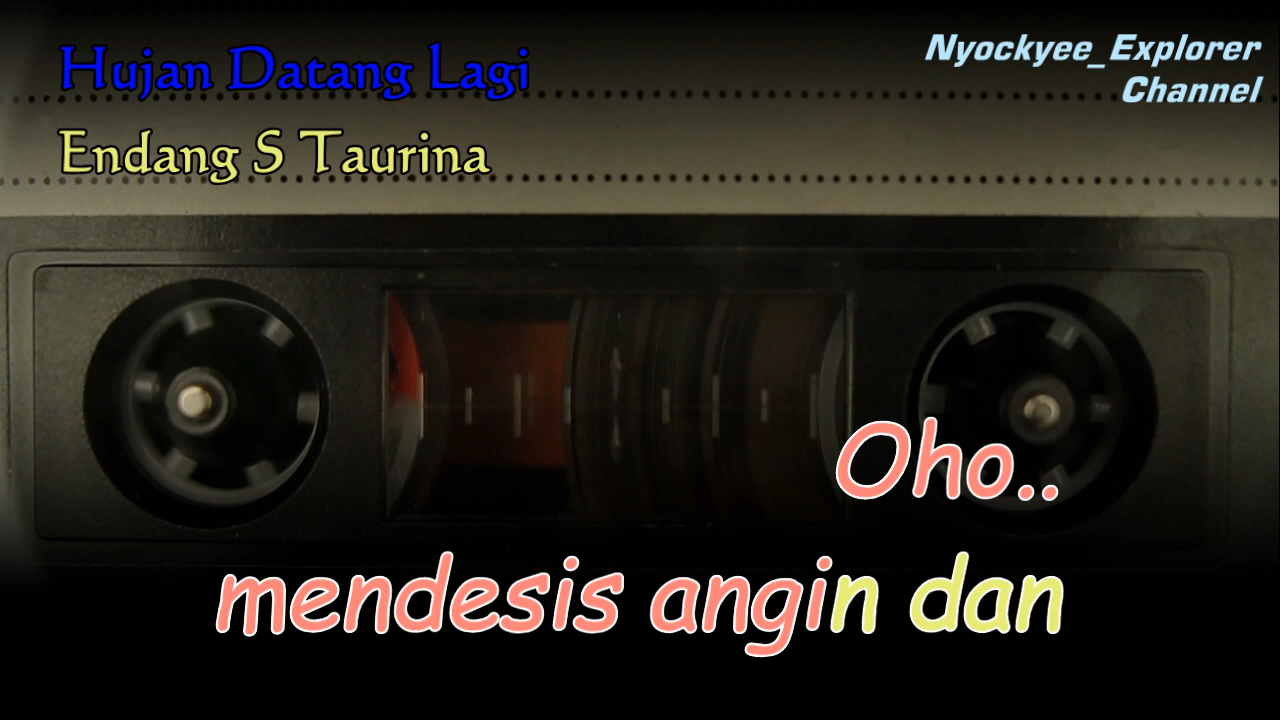 Hujan Datang Lagi
Endang S Taurina
Nyockyee_Explorer
Channel
Oho..
mendesis angin dan